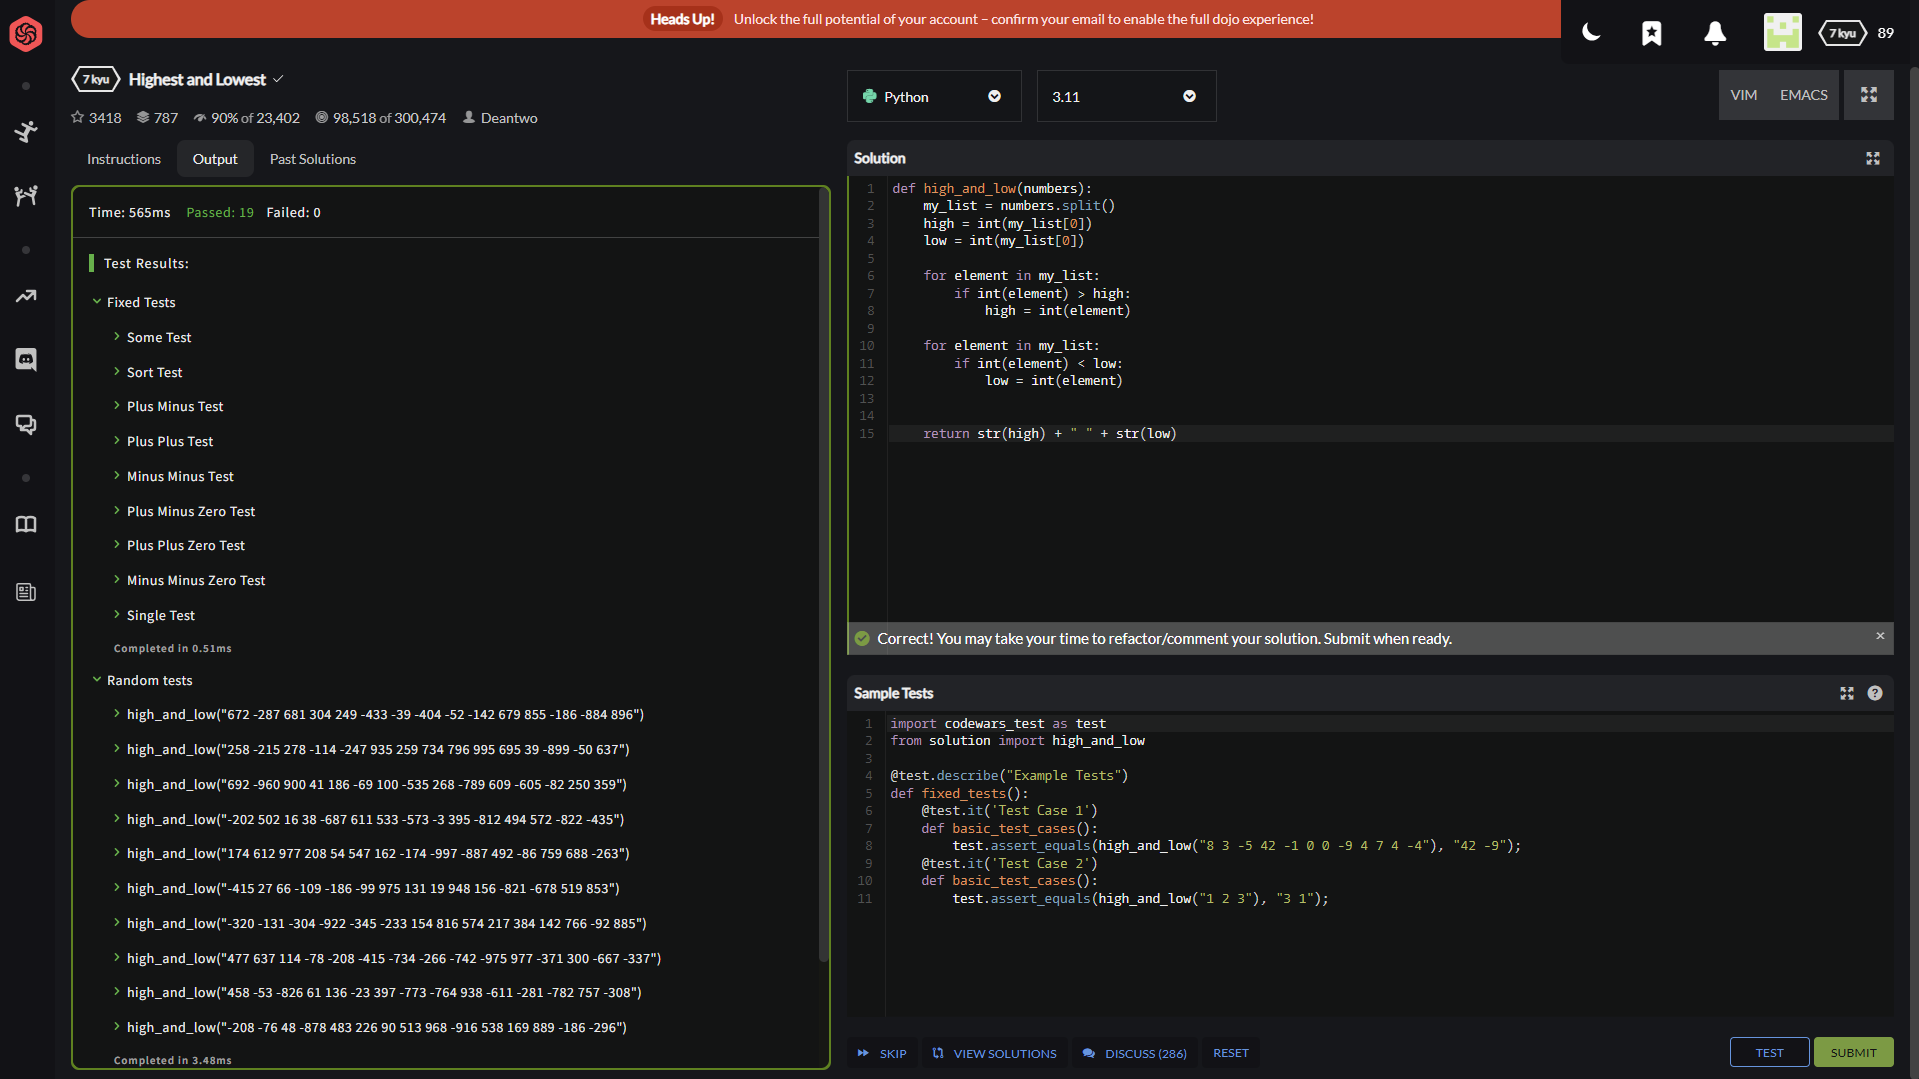 Heads Up! Unlock the full potential of your account – confirm your email to enable the full dojo experience!
7 kyu 89
7 kyu Highest and Lowest
3418 787 90% of 23,402 98,518 of 300,474 Deantwo
Instructions Output Past Solutions
Time: 565ms Passed: 19 Failed: 0
Test Results:
Fixed Tests
Some Test
Sort Test
Plus Minus Test
Plus Plus Test
Minus Minus Test
Plus Minus Zero Test
Plus Plus Zero Test
Minus Minus Zero Test
Single Test
Completed in 0.51ms
Random tests
high_and_low("672 -287 681 304 249 -433 -39 -404 -52 -142 679 855 -186 -884 896")
high_and_low("258 -215 278 -114 -247 935 259 734 796 995 695 39 -899 -50 637")
high_and_low("692 -960 900 41 186 -69 100 -535 268 -789 609 -605 -82 250 359")
high_and_low("-202 502 16 38 -687 611 533 -573 -3 395 -812 494 572 -822 -435")
high_and_low("174 612 977 208 54 547 162 -174 -997 -887 492 -86 759 688 -263")
high_and_low("-415 27 66 -109 -186 -99 975 131 19 948 156 -821 -678 519 853")
high_and_low("-320 -131 -304 -922 -345 -233 154 816 574 217 384 142 766 -92 885")
high_and_low("477 637 114 -78 -208 -415 -734 -266 -742 -975 977 -371 300 -667 -337")
high_and_low("458 -53 -826 61 136 -23 397 -773 -764 938 -611 -281 -782 757 -308")
high_and_low("-208 -76 48 -878 483 226 90 513 968 -916 538 169 889 -186 -296")
Completed in 3.48ms
Python 3.11 VIM EMACS
Solution
1 def high_and_low(numbers):
2 my_list = numbers.split()
3 high = int(my_list[0])
4 low = int(my_list[0])
5
6 for element in my_list:
7 if int(element) > high:
8 high = int(element)
9
10 for element in my_list:
11 if int(element) < low:
12 low = int(element)
13
14
15 return str(high) + " " + str(low)
Correct! You may take your time to refactor/comment your solution. Submit when ready. ×
Sample Tests ?
1 import codewars_test as test
2 from solution import high_and_low
3
4 @test.describe("Example Tests")
5 def fixed_tests():
6 @test.it('Test Case 1')
7 def basic_test_cases():
8 test.assert_equals(high_and_low("8 3 -5 42 -1 0 0 -9 4 7 4 -4"), "42 -9");
9 @test.it('Test Case 2')
10 def basic_test_cases():
11 test.assert_equals(high_and_low("1 2 3"), "3 1");
SKIP VIEW SOLUTIONS DISCUSS (286) RESET TEST SUBMIT